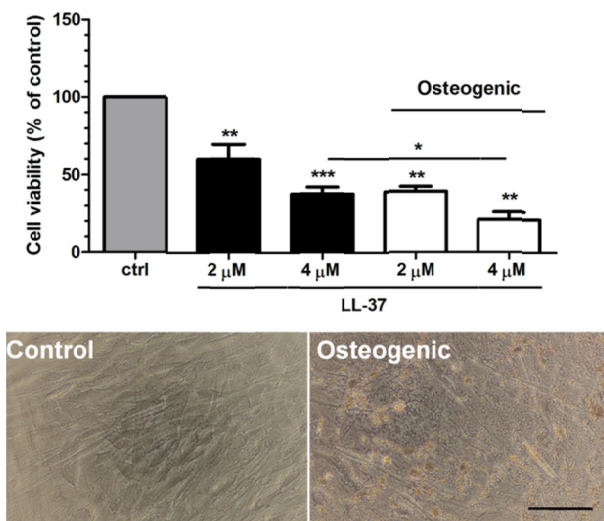 Cell viability (% of control)
150
100
50
0
Osteogenic
**
***
*
**
**
ctrl
2 μM
4 μM
2 μM
4 μM
LL-37
Control
Osteogenic